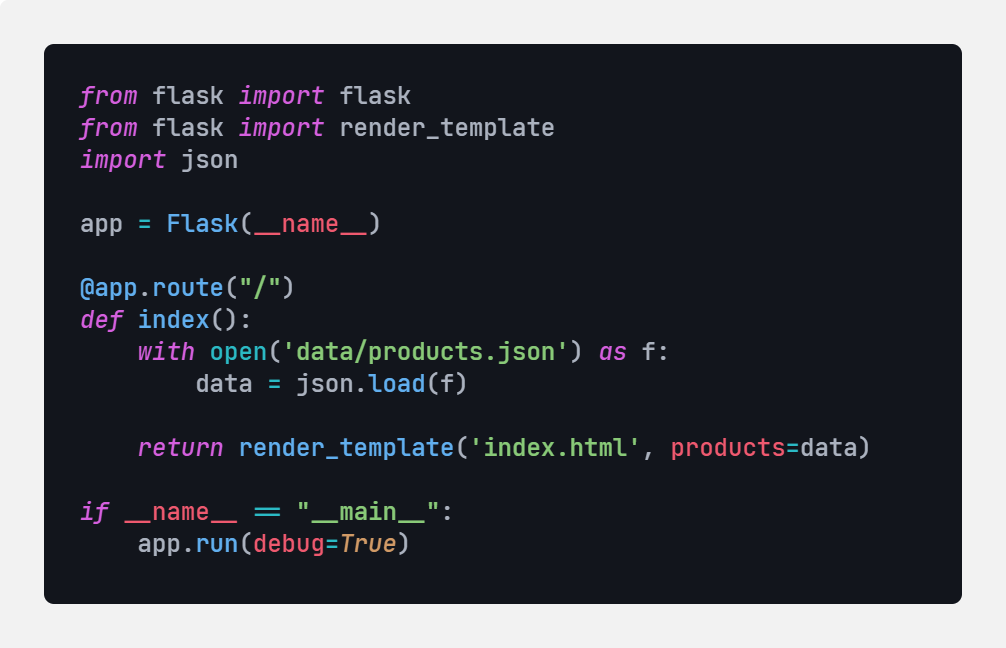 from flask import flask
from flask import render_template
import json

app = Flask(__name__)

@app.route("/")
def index():
    with open('data/products.json') as f:
        data = json.load(f)

    return render_template('index.html', products=data)

if __name__ == "__main__":
    app.run(debug=True)